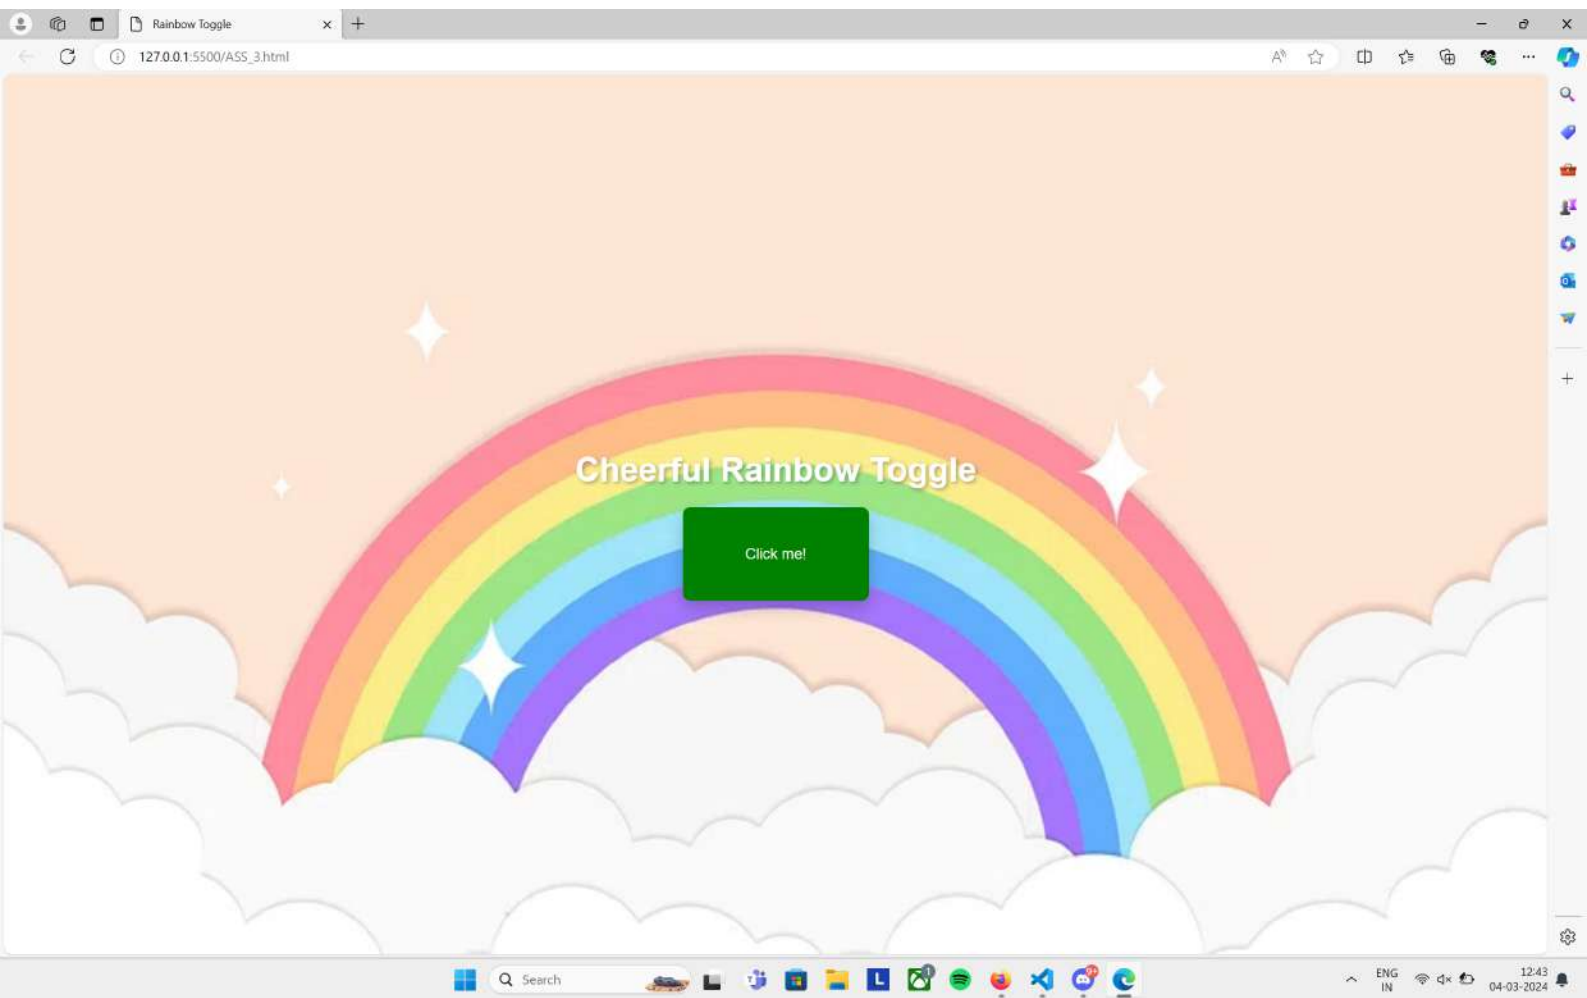 Rainbow Toggle
127.0.0.1:5500/ASS_3.html
Cheerful Rainbow Toggle
Click me!
Search
ENG
IN
12:43
04-03-2024